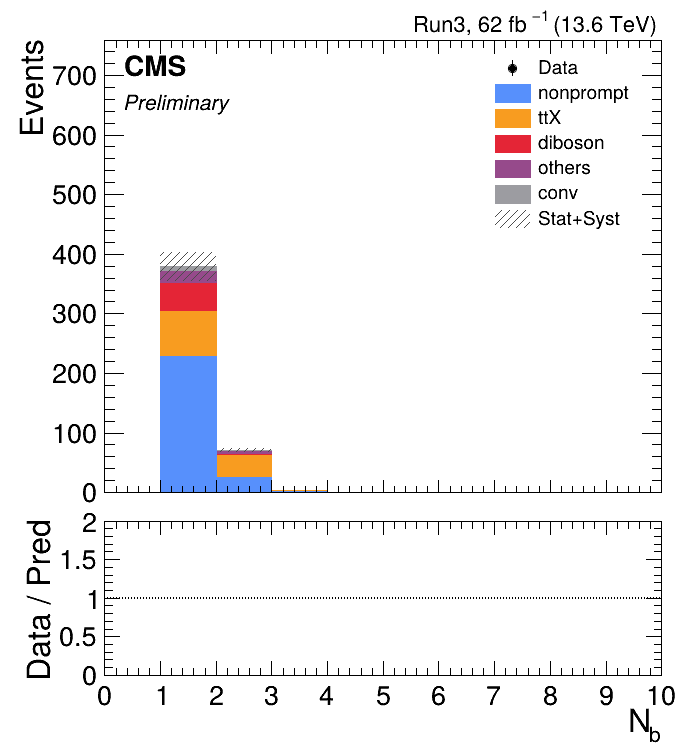 Run3, 62 fb⁻¹ (13.6 TeV)
CMS
Preliminary
Data
nonprompt
ttX
diboson
others
conv
Stat+Syst
Events
700
600
500
400
300
200
100
0
Data / Pred
2
1.5
1
0.5
0
0 1 2 3 4 5 6 7 8 9 10
N_b